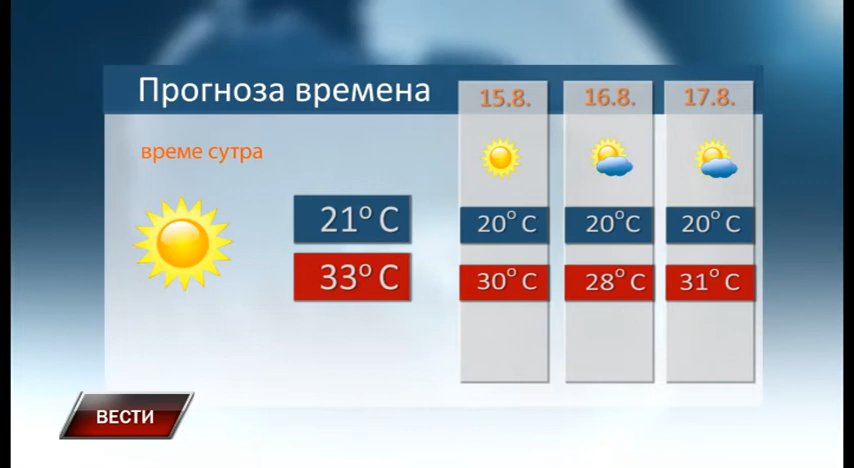 Прогноза времена
време сутра
21° C
33° C
15.8.
16.8.
17.8.
20° C
20°C
20° C
30° C
28° C
31° C
ВЕСТИ